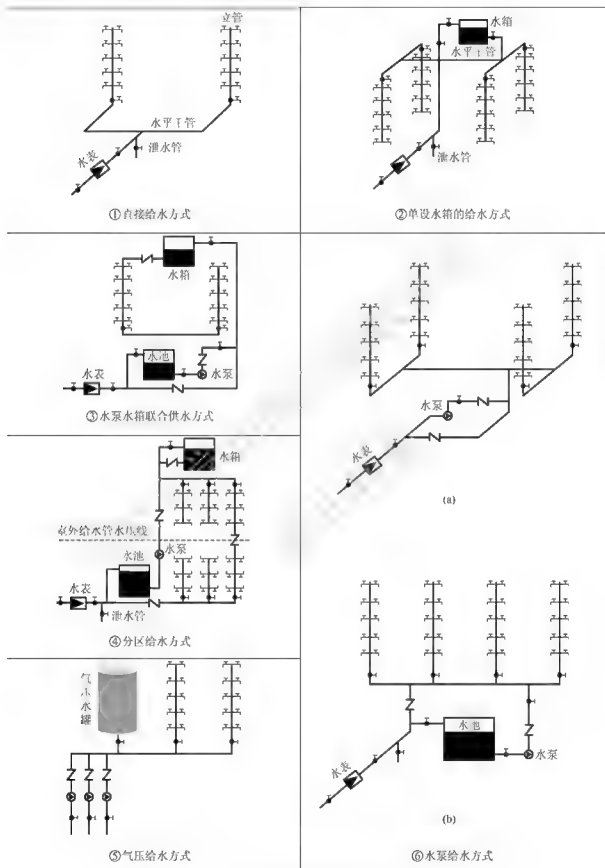 立管
水平干管
水表
泄水管
①直接给水方式
水箱
水平干管
水表
泄水管
②单设水箱的给水方式
水箱
水表
水池
水泵
③水泵水箱联合供水方式
水泵
水表
(a)
水箱
室外给水管水压线
水池
水泵
水表
泄水管
④分区给水方式
气压水罐
⑤气压给水方式
水池
水泵
水表
(b)
⑥水泵给水方式